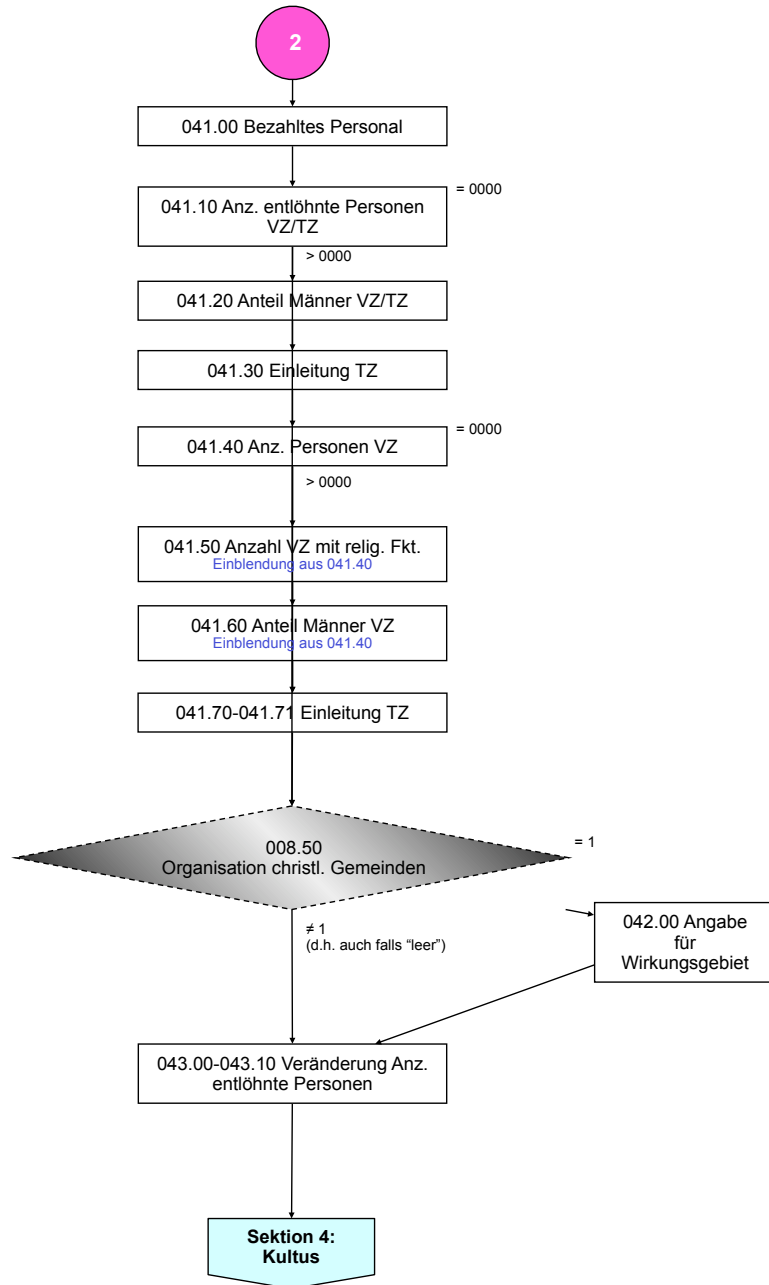 2
041.00 Bezahltes Personal
= 0000
041.10 Anz. entlöhnte Personen
VZ/TZ
> 0000
041.20 Anteil Männer VZ/TZ
041.30 Einleitung TZ
= 0000
041.40 Anz. Personen VZ
> 0000
041.50 Anzahl VZ mit relig. Fkt.
Einblendung aus 041.40
041.60 Anteil Männer VZ
Einblendung aus 041.40
041.70-041.71 Einleitung TZ
= 1
008.50
Organisation christl. Gemeinden
≠ 1
(d.h. auch falls “leer”)
042.00 Angabe
für
Wirkungsgebiet
043.00-043.10 Veränderung Anz.
entlöhnte Personen
Sektion 4:
Kultus